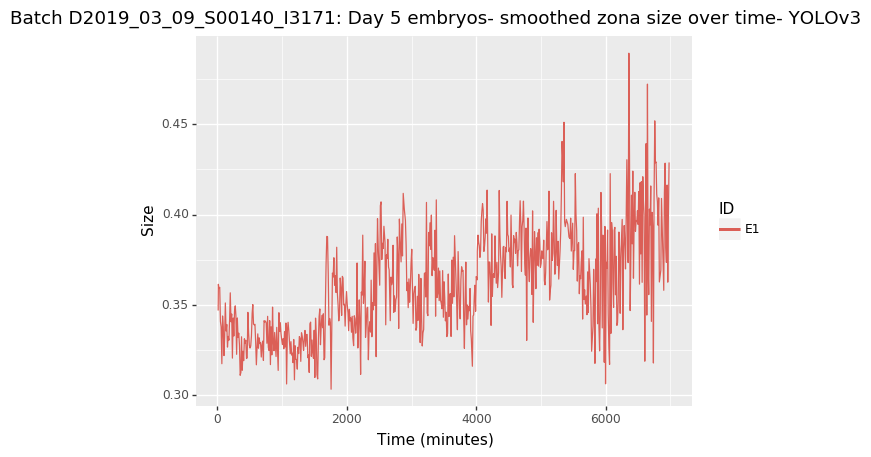 Batch D2019_03_09_S00140_I3171: Day 5 embryos- smoothed zona size over time- YOLOv3
0.45
0.40
0.35
0.30
Size
0
2000
4000
6000
Time (minutes)
ID
E1